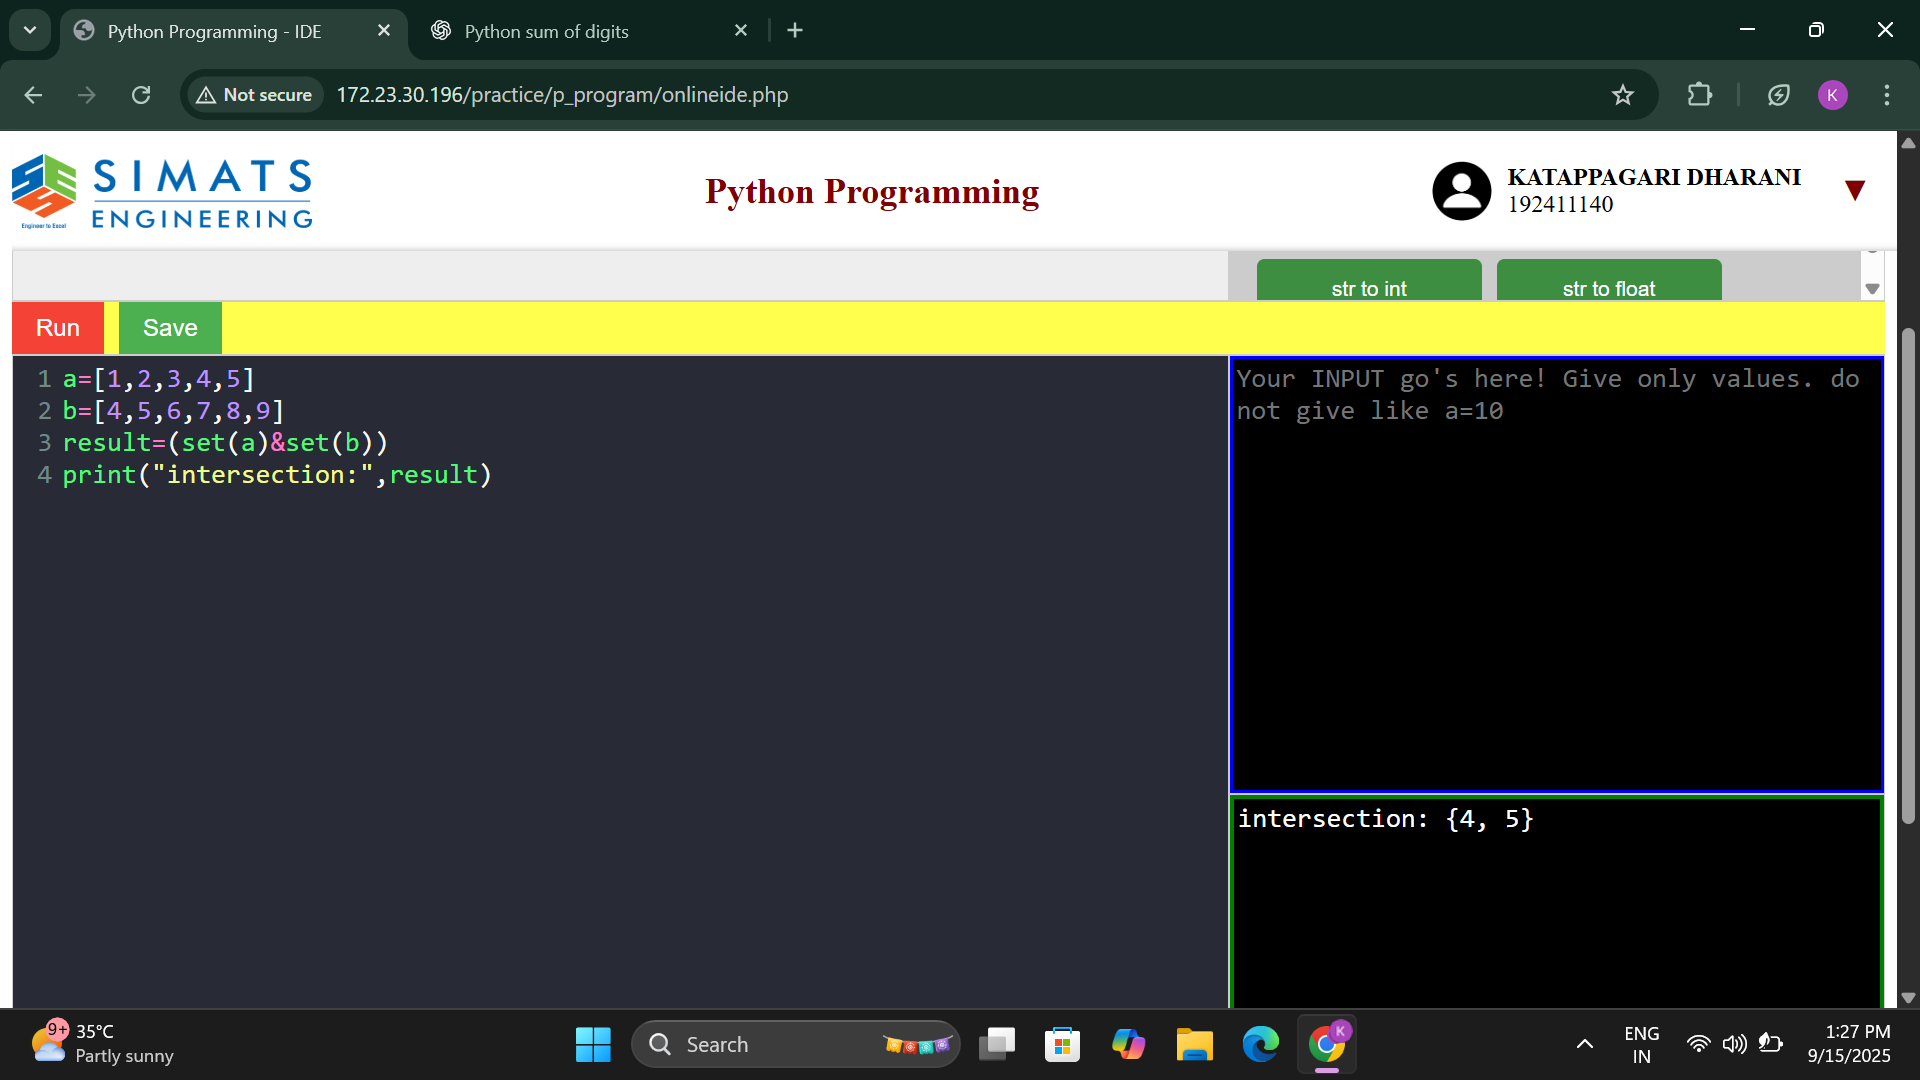 Python Programming - IDE
Python sum of digits
Not secure
172.23.30.196/practice/p_program/onlineide.php
K
SIMATS
ENGINEERING
Engineer to Excel
Python Programming
KATAPPAGARI DHARANI
192411140
str to int
str to float
Run
Save
1 a=[1,2,3,4,5]
2 b=[4,5,6,7,8,9]
3 result=(set(a)&set(b))
4 print("intersection:",result)
Your INPUT go's here! Give only values. do
not give like a=10
intersection: {4, 5}
9+
35°C
Partly sunny
Search
K
ENG
IN
1:27 PM
9/15/2025